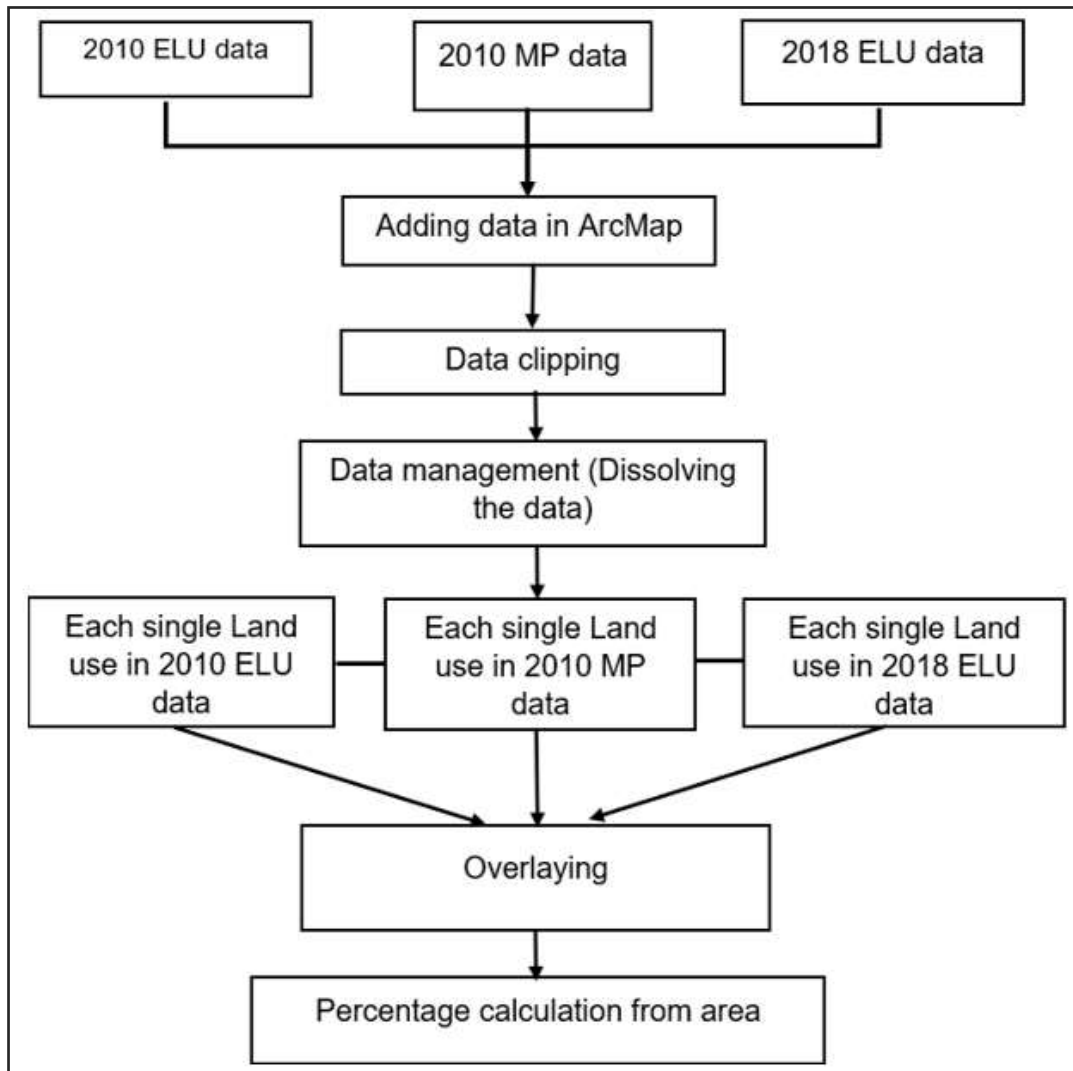 2010 ELU data
2010 MP data
2018 ELU data
Adding data in ArcMap
Data clipping
Data management (Dissolving
the data)
Each single Land
use in 2010 ELU
data
Each single Land
use in 2010 MP
data
Each single Land
use in 2018 ELU
data
Overlaying
Percentage calculation from area